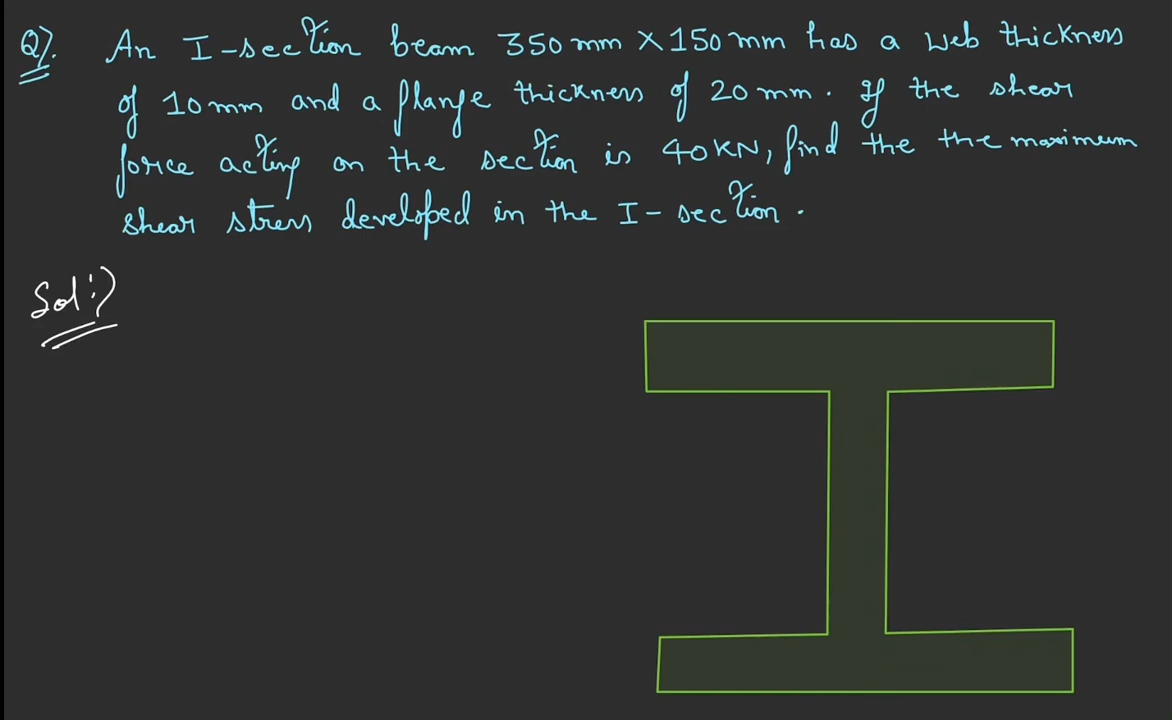 Q). An I-section beam 350 mm X 150 mm has a web thickness
of 10 mm and a flange thickness of 20 mm. If the shear
force acting on the section is 40 KN, find the the maximum
shear stress developed in the I-section.
Sol:)